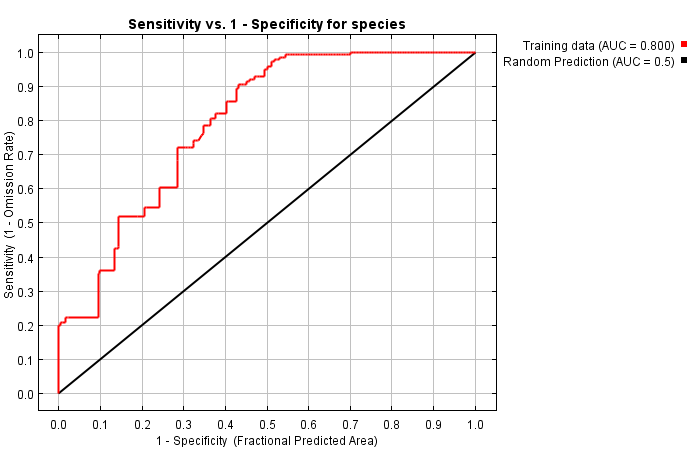 Sensitivity vs. 1 - Specificity for species
Training data (AUC = 0.800)
Random Prediction (AUC = 0.5)
Sensitivity (1 - Omission Rate)
1.0
0.9
0.8
0.7
0.6
0.5
0.4
0.3
0.2
0.1
0.0
0.0 0.1 0.2 0.3 0.4 0.5 0.6 0.7 0.8 0.9 1.0
1 - Specificity (Fractional Predicted Area)